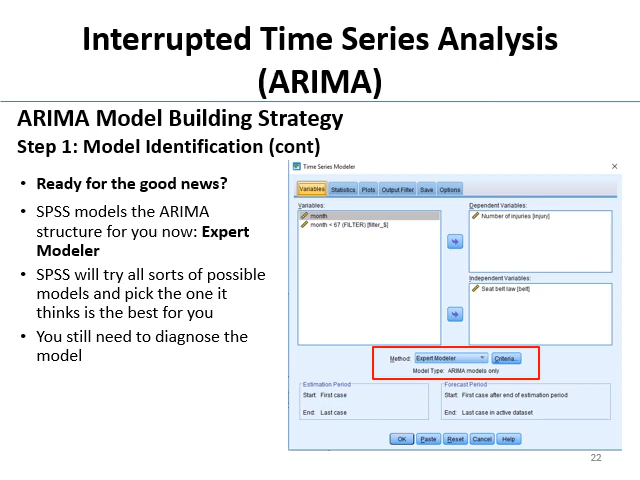 Interrupted Time Series Analysis
(ARIMA)
ARIMA Model Building Strategy
Step 1: Model Identification (cont)
• Ready for the good news?
• SPSS models the ARIMA
structure for you now: Expert
Modeler
• SPSS will try all sorts of possible
models and pick the one it
thinks is the best for you
• You still need to diagnose the
model
Time Series Modeler
Variables Statistics Plots Output Filter Save Options
Variables:
month
month < 67 (FILTER) [filter_$]
Dependent Variables:
Number of injuries [injury]
Independent Variables:
Seat belt law [belt]
Method: Expert Modeler Criteria...
Model Type: ARIMA models only
Estimation Period
Start: First case
End: Last case
Forecast Period
Start: First case after end of estimation period
End: Last case in active dataset
OK Paste Reset Cancel Help
22